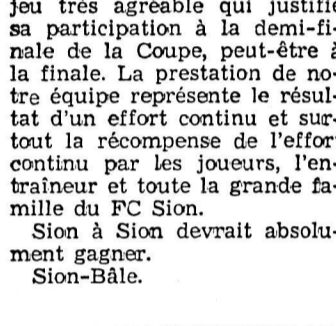 jeu très agréable qui justifie
sa participation à la demi-fi-
nale de la Coupe, peut-être à
la finale. La prestation de no-
tre équipe représente le résul-
tat d'un effort continu et sur-
tout la récompense de l'effort
continu par les joueurs, l'en-
traîneur et toute la grande fa-
mille du FC Sion.
Sion à Sion devrait absolu-
ment gagner.
Sion-Bâle.